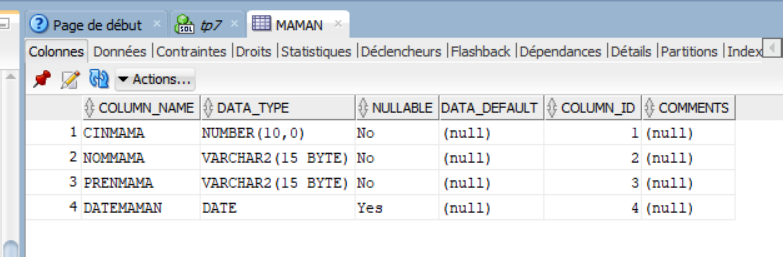 Page de début tp7 MAMAN
Colonnes Données Contraintes Droits Statistiques Déclencheurs Flashback Dépendances Détails Partitions Index
Actions...
COLUMN_NAME DATA_TYPE NULLABLE DATA_DEFAULT COLUMN_ID COMMENTS
1 CINMAMA NUMBER(10,0) No (null) 1 (null)
2 NOMMAMA VARCHAR2(15 BYTE) No (null) 2 (null)
3 PRENMAMA VARCHAR2(15 BYTE) No (null) 3 (null)
4 DATEMAMAN DATE Yes (null) 4 (null)